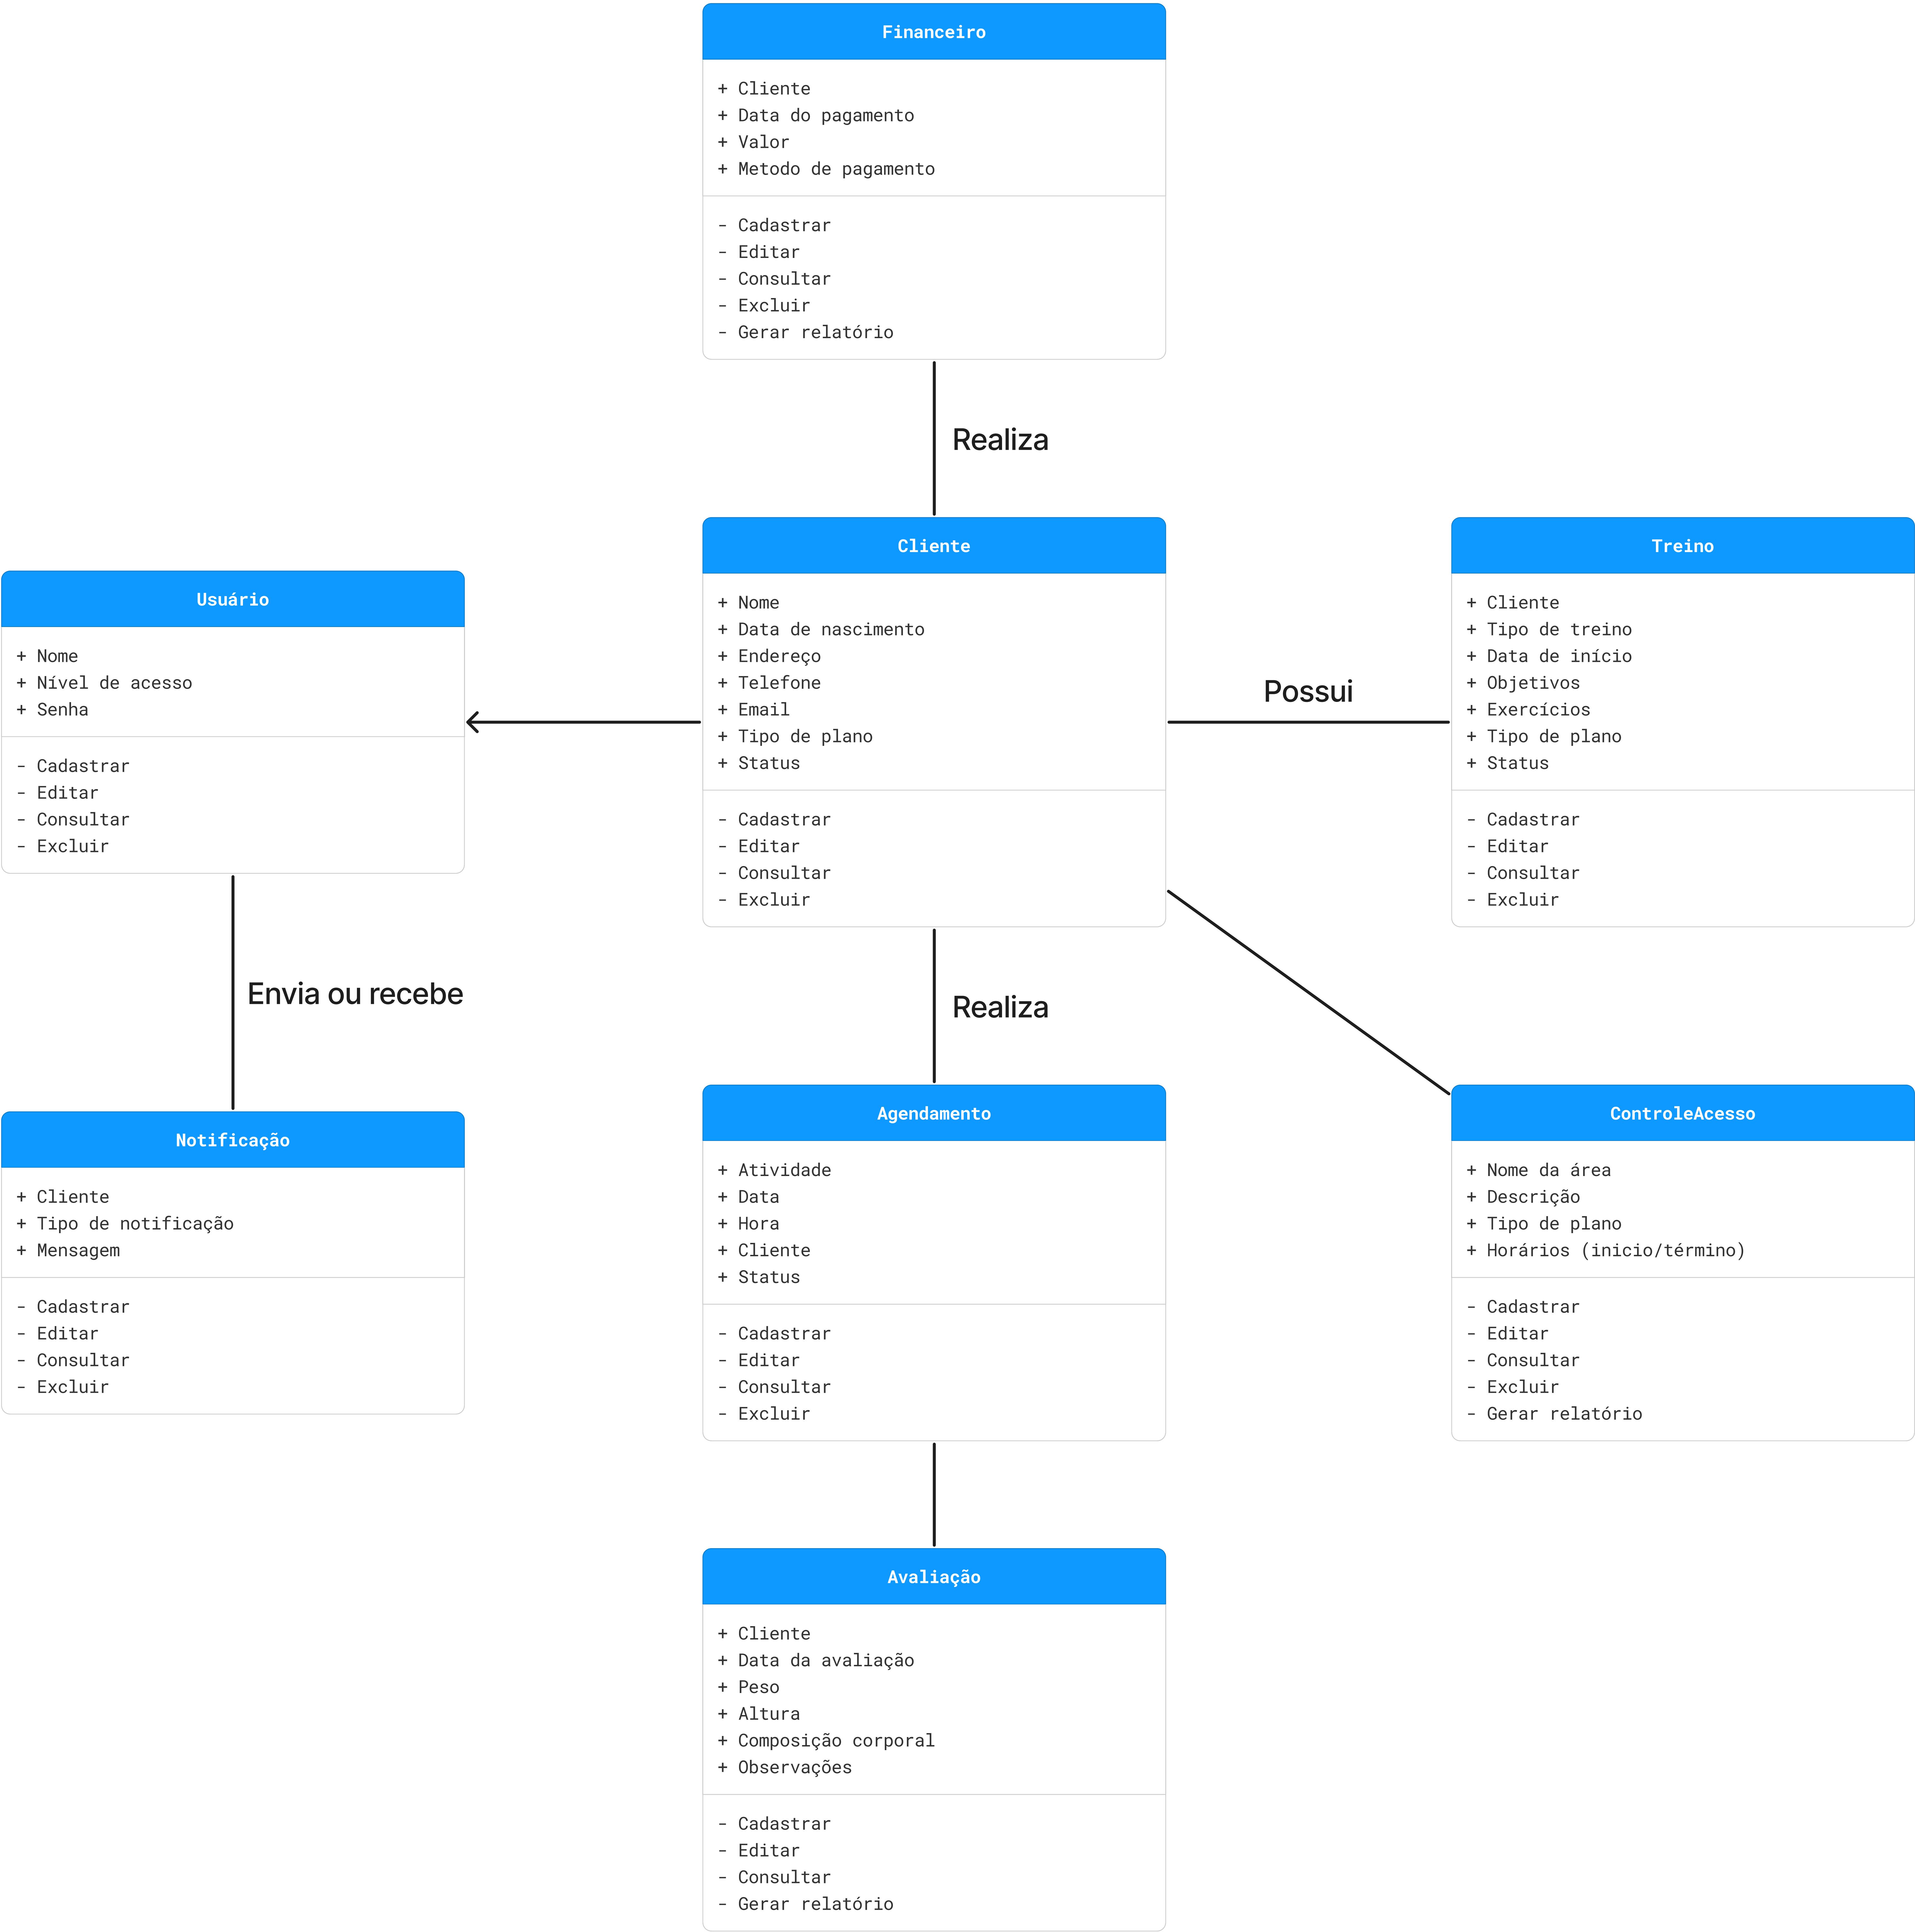 Financeiro
+ Cliente
+ Data do pagamento
+ Valor
+ Metodo de pagamento
- Cadastrar
- Editar
- Consultar
- Excluir
- Gerar relatório
Realiza
Cliente
+ Nome
+ Data de nascimento
+ Endereço
+ Telefone
+ Email
+ Tipo de plano
+ Status
- Cadastrar
- Editar
- Consultar
- Excluir
Treino
+ Cliente
+ Tipo de treino
+ Data de início
+ Objetivos
+ Exercícios
+ Tipo de plano
+ Status
- Cadastrar
- Editar
- Consultar
- Excluir
Usuário
+ Nome
+ Nível de acesso
+ Senha
- Cadastrar
- Editar
- Consultar
- Excluir
Possui
Envia ou recebe
Realiza
Notificação
+ Cliente
+ Tipo de notificação
+ Mensagem
- Cadastrar
- Editar
- Consultar
- Excluir
Agendamento
+ Atividade
+ Data
+ Hora
+ Cliente
+ Status
- Cadastrar
- Editar
- Consultar
- Excluir
ControleAcesso
+ Nome da área
+ Descrição
+ Tipo de plano
+ Horários (inicio/término)
- Cadastrar
- Editar
- Consultar
- Excluir
- Gerar relatório
Avaliação
+ Cliente
+ Data da avaliação
+ Peso
+ Altura
+ Composição corporal
+ Observações
- Cadastrar
- Editar
- Consultar
- Gerar relatório